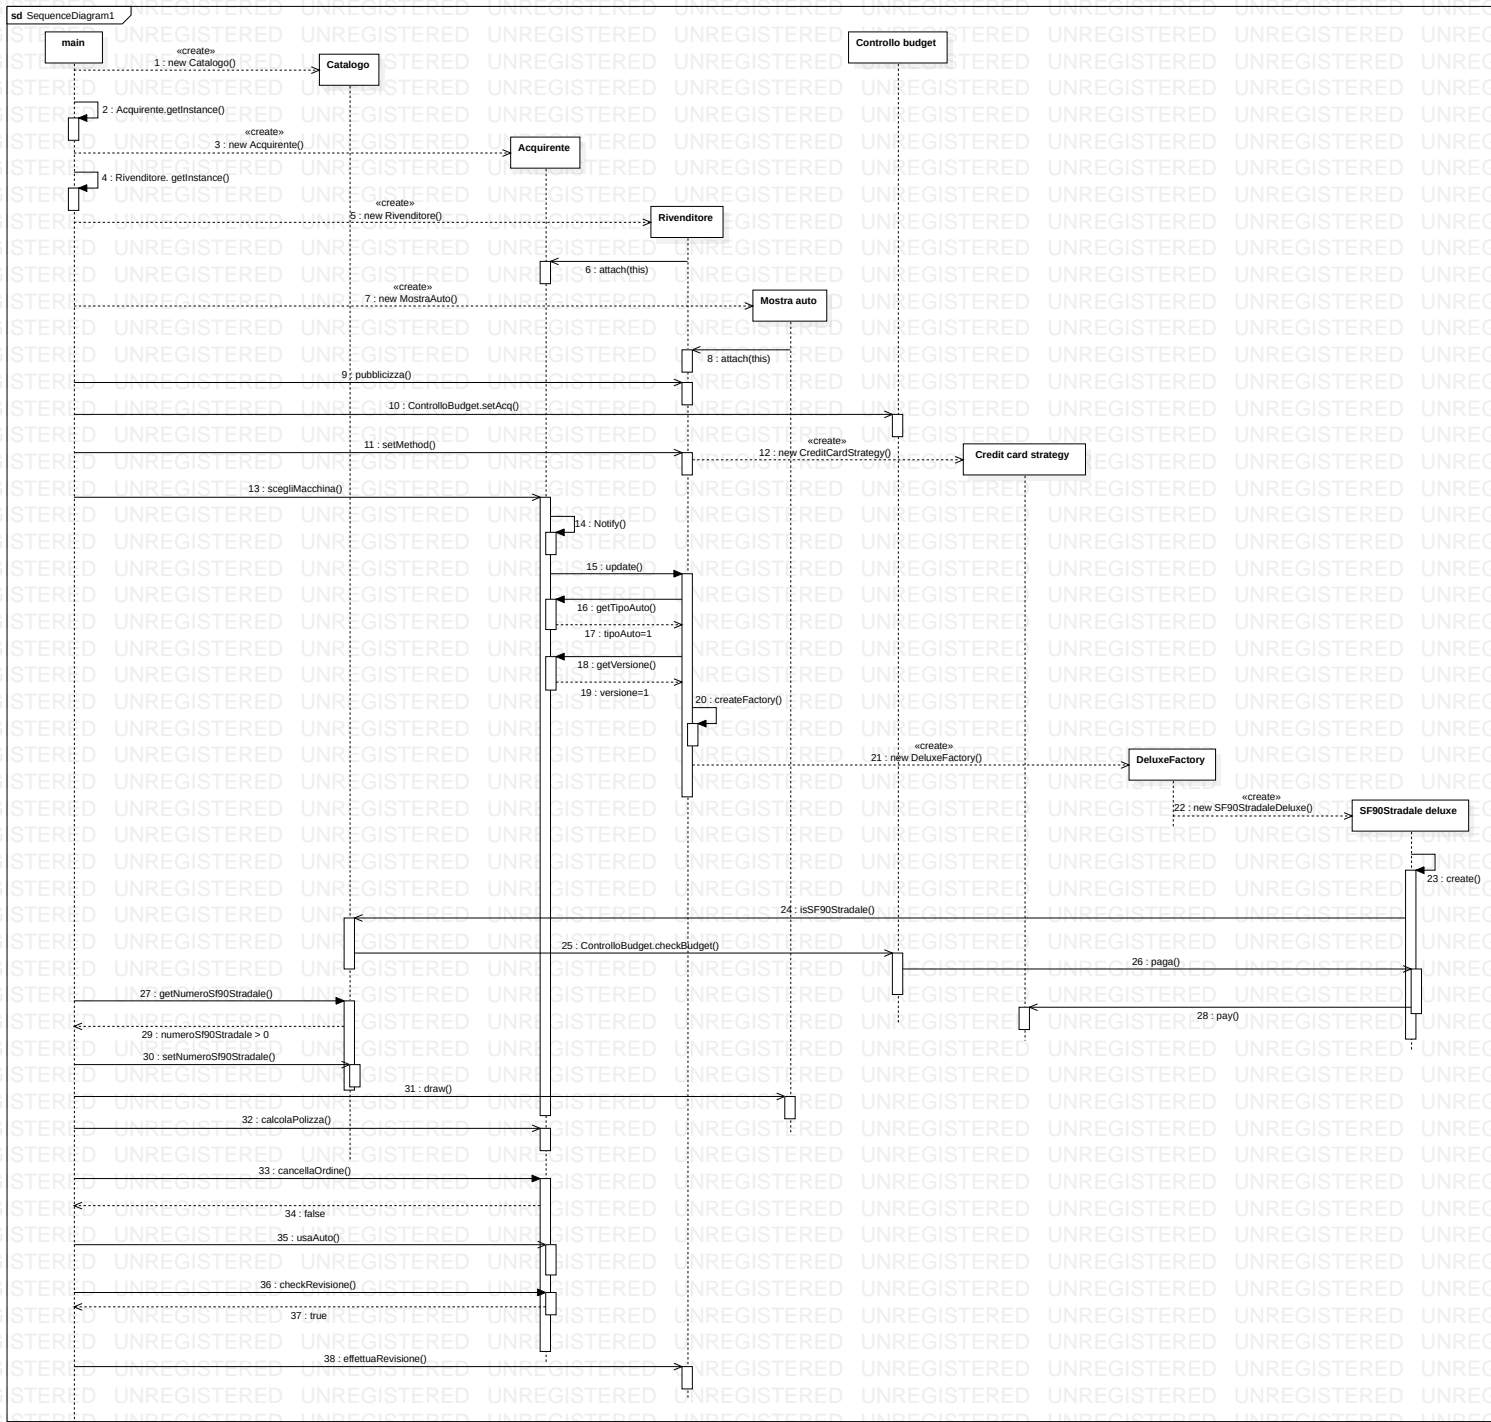 sd SequenceDiagram1
main
Controllo budget
«create»
1 : new Catalogo()
Catalogo
2 : Acquirente.getInstance()
«create»
3 : new Acquirente()
Acquirente
4 : Rivenditore. getInstance()
«create»
5 : new Rivenditore()
Rivenditore
6 : attach(this)
«create»
7 : new MostraAuto()
Mostra auto
8 : attach(this)
9 : pubblicizza()
10 : ControlloBudget.setAcq()
11 : setMethod()
«create»
12 : new CreditCardStrategy()
Credit card strategy
13 : scegliMacchina()
14 : Notify()
15 : update()
16 : getTipoAuto()
17 : tipoAuto=1
18 : getVersione()
19 : versione=1
20 : createFactory()
«create»
21 : new DeluxeFactory()
DeluxeFactory
«create»
22 : new SF90StradaleDeluxe()
SF90Stradale deluxe
23 : create()
24 : isSF90Stradale()
25 : ControlloBudget.checkBudget()
26 : paga()
27 : getNumeroSf90Stradale()
28 : pay()
29 : numeroSf90Stradale > 0
30 : setNumeroSf90Stradale()
31 : draw()
32 : calcolaPolizza()
33 : cancellaOrdine()
34 : false
35 : usaAuto()
36 : checkRevisione()
37 : true
38 : effettuaRevisione()
UNREGISTERED